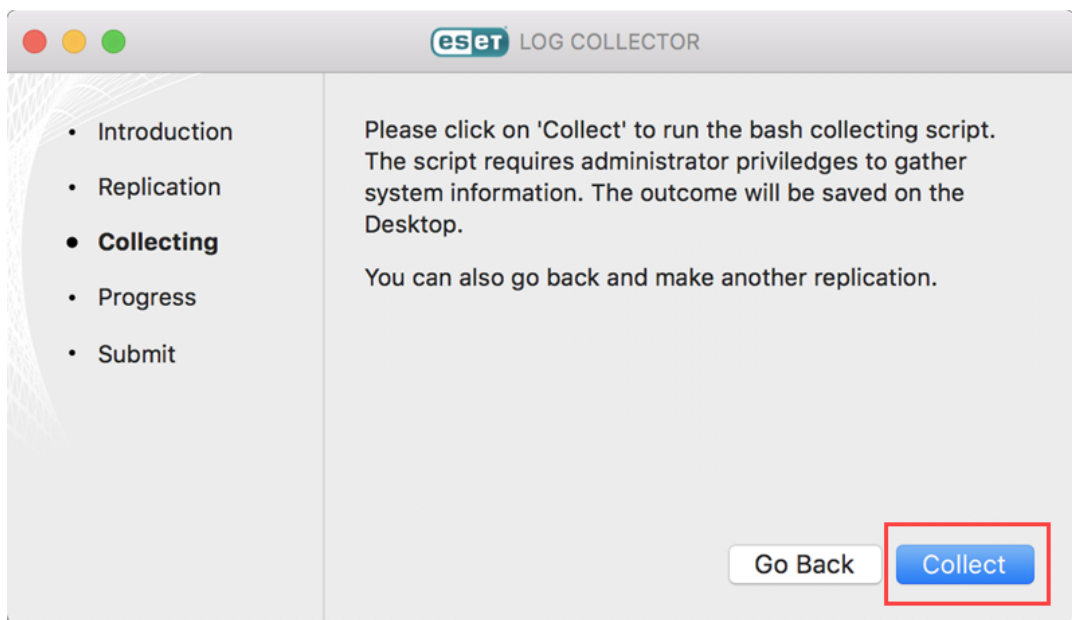 eset LOG COLLECTOR
• Introduction
• Replication
• Collecting
• Progress
• Submit
Please click on 'Collect' to run the bash collecting script.
The script requires administrator priviledges to gather
system information. The outcome will be saved on the
Desktop.
You can also go back and make another replication.
Go Back
Collect